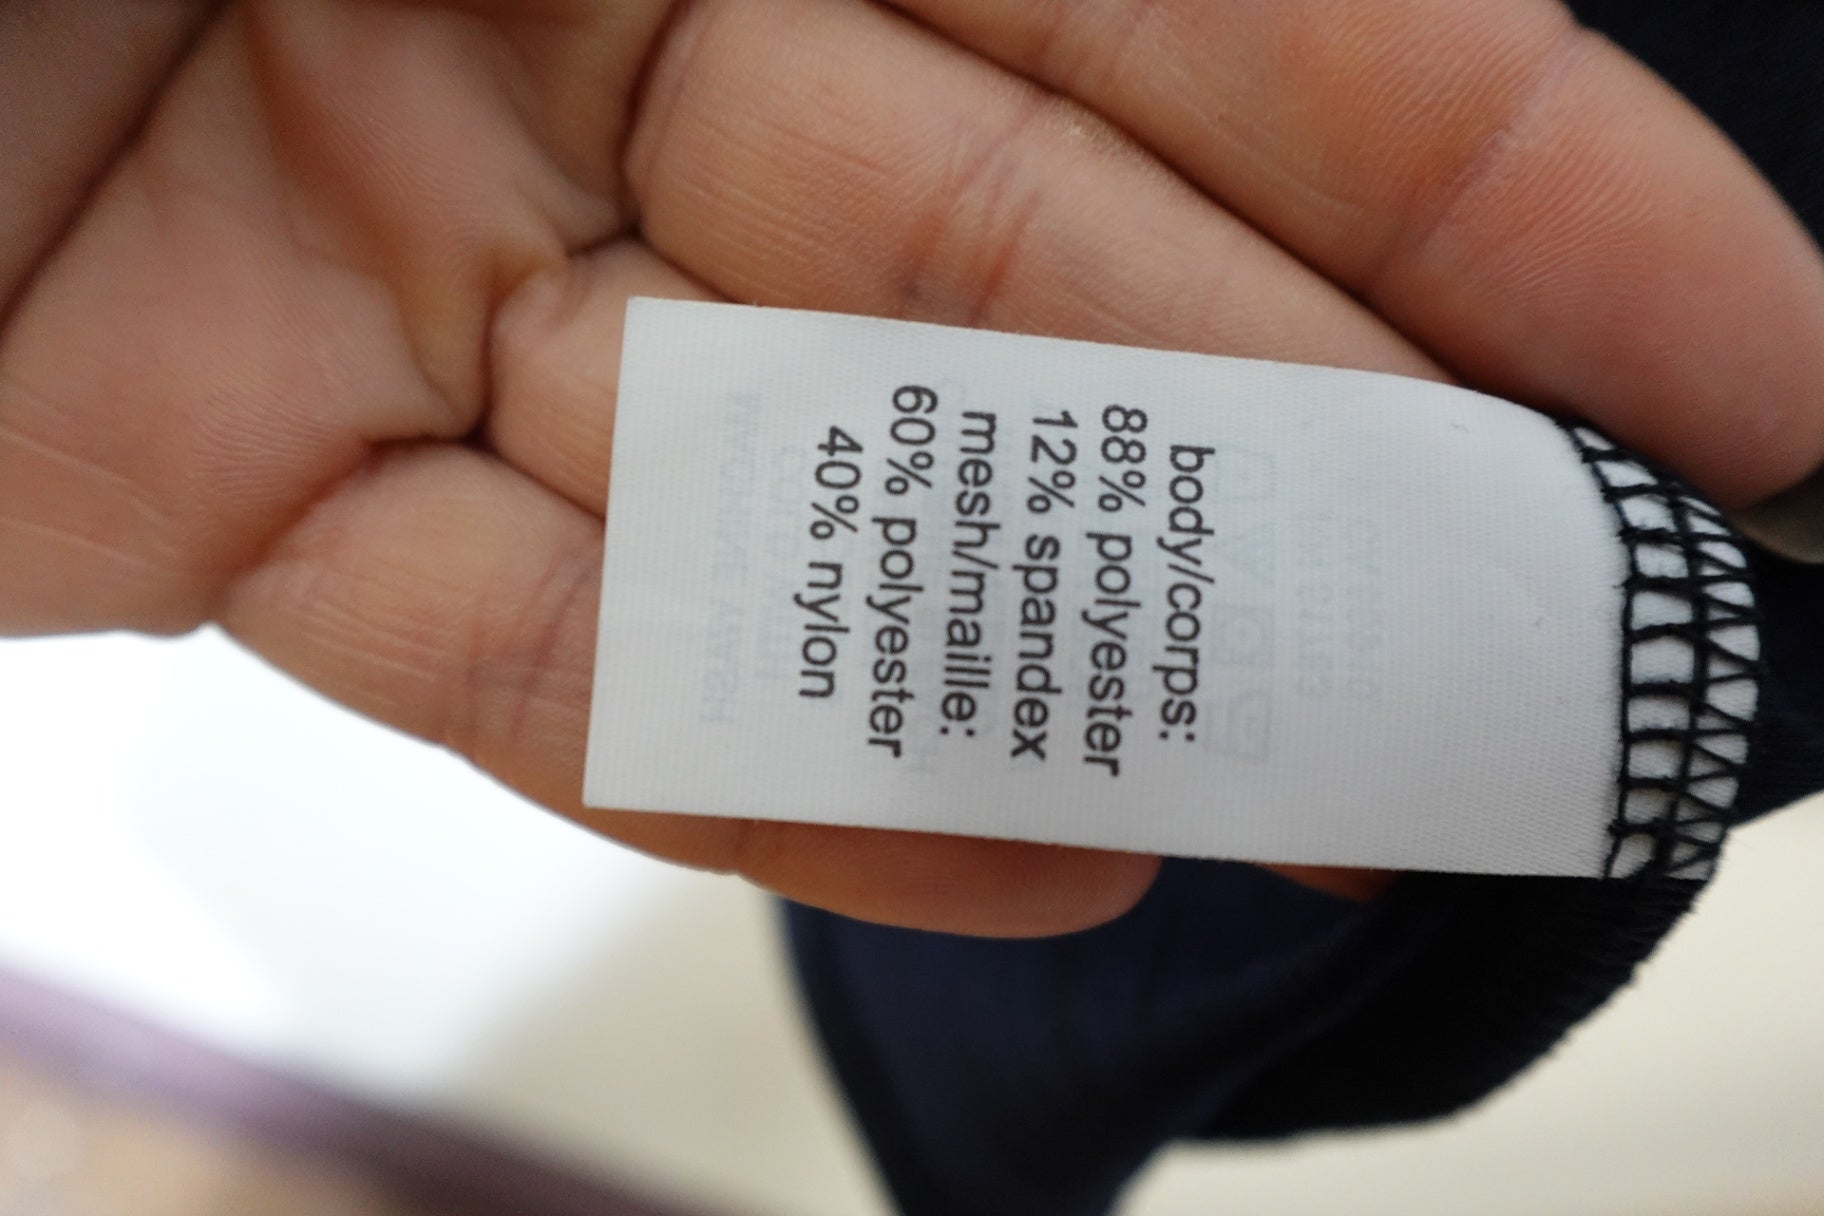 body/corps:
88% polyester
12% spandex
mesh/maille:
60% polyester
40% nylon